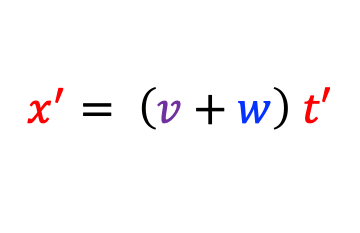 x′ = (v + w) t′